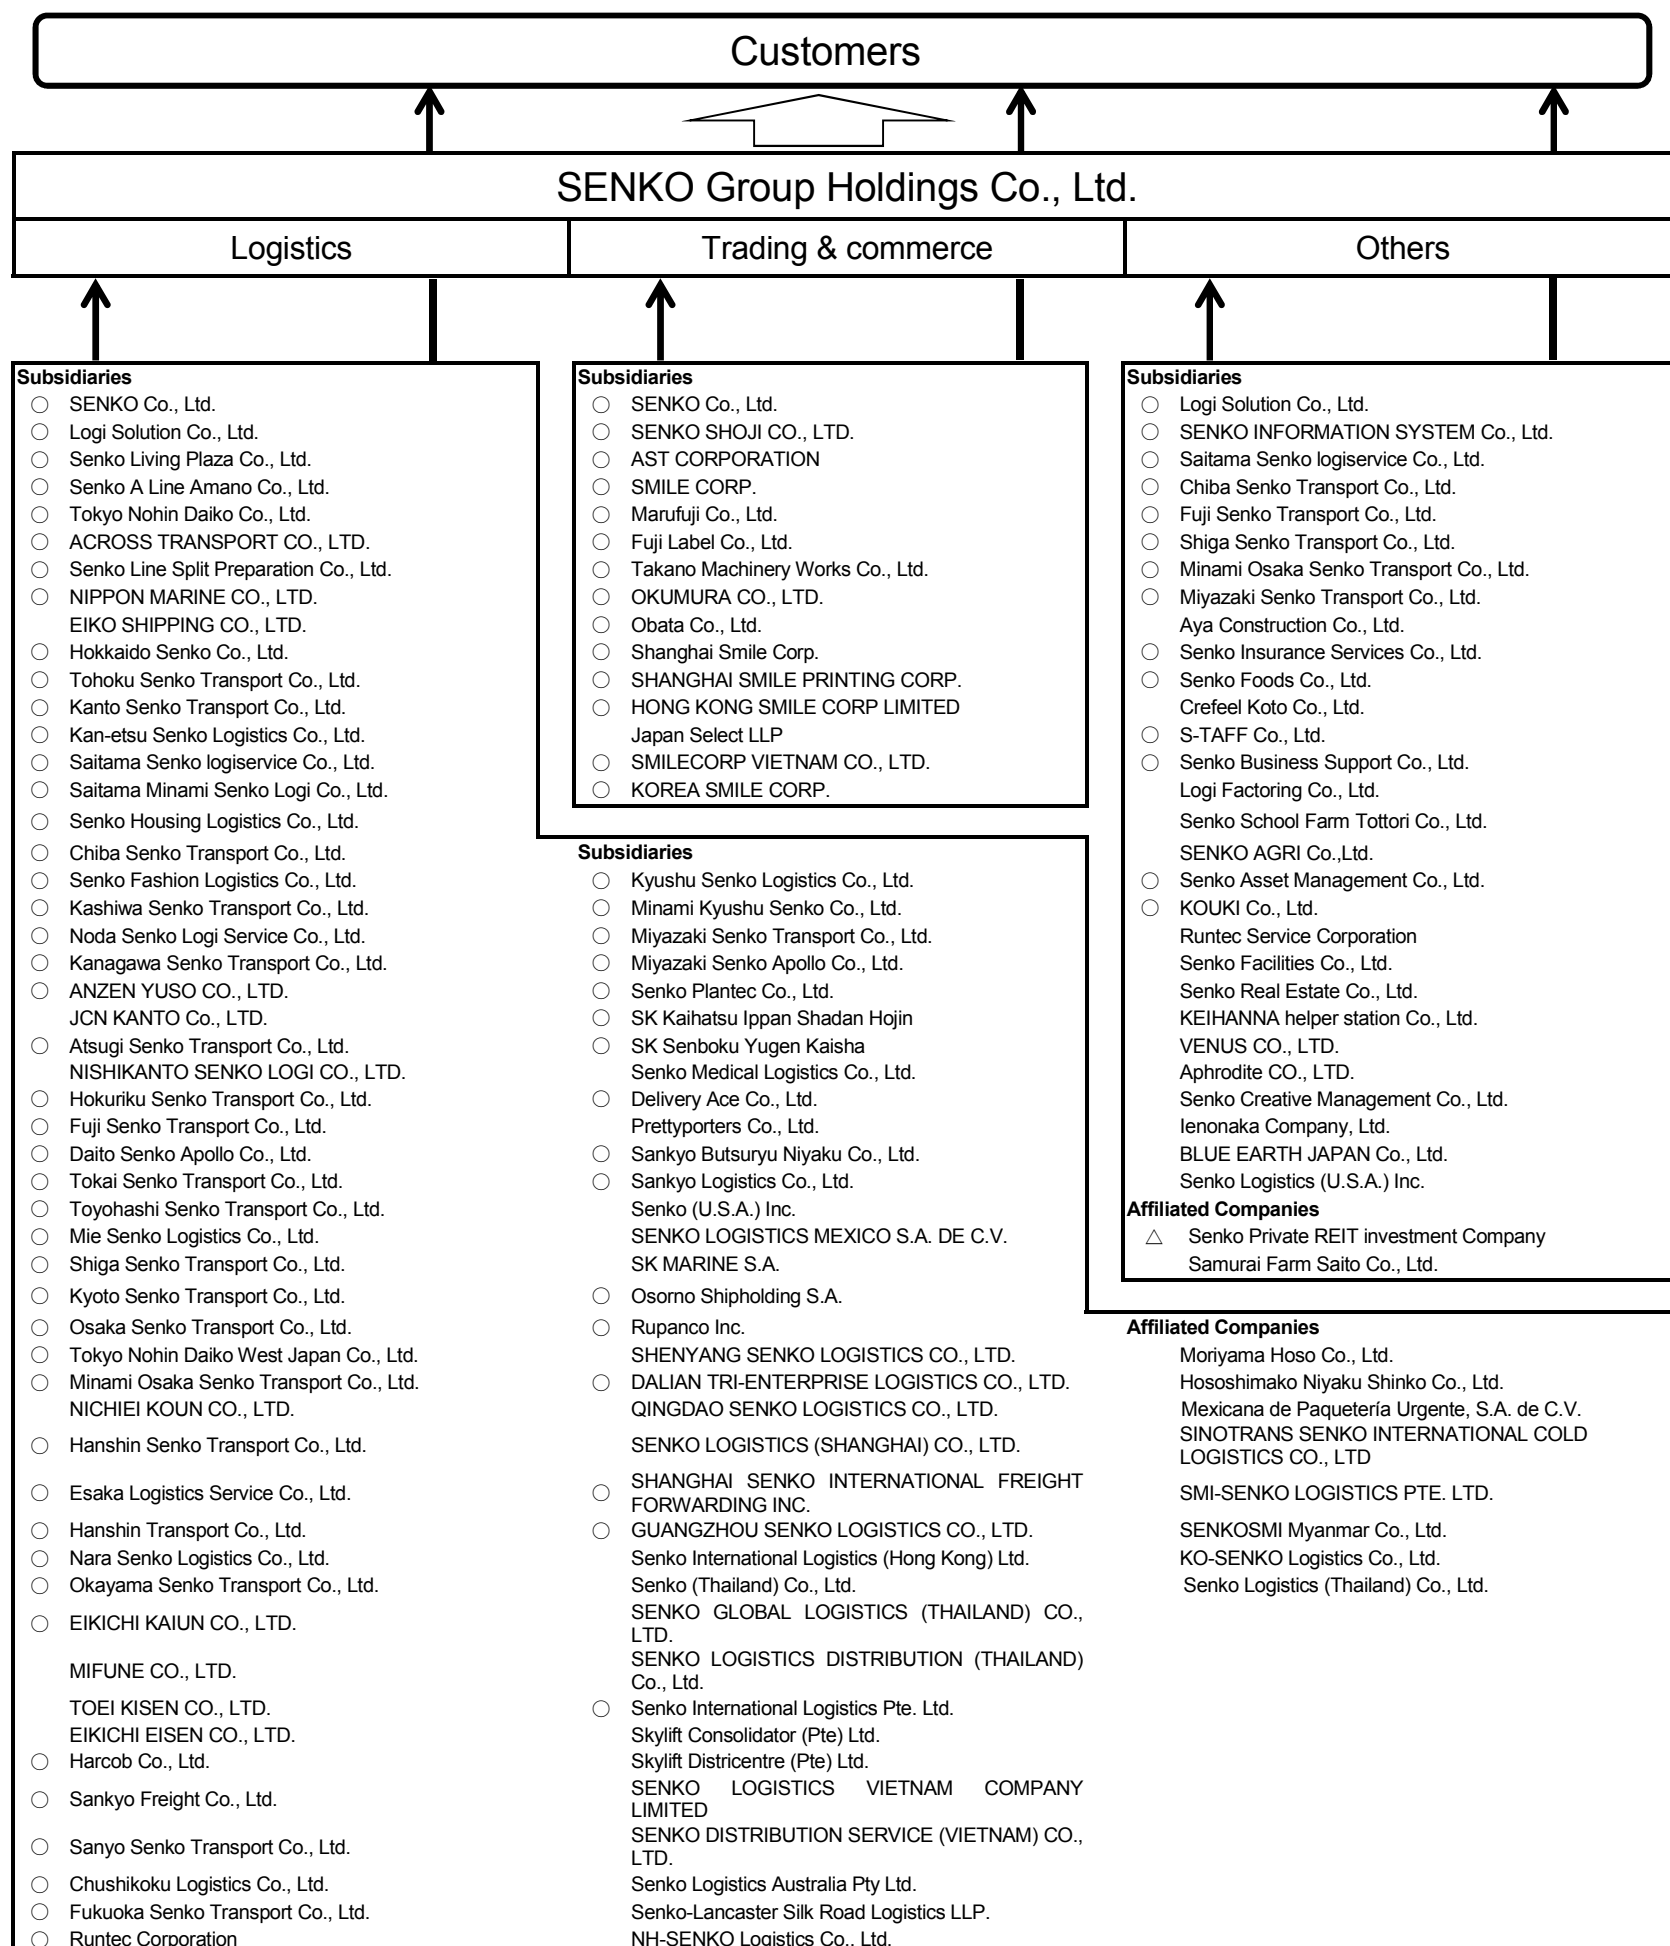 Customers
SENKO Group Holdings Co., Ltd.
Logistics
Trading & commerce
Others
Subsidiaries
○ SENKO Co., Ltd.
○ Logi Solution Co., Ltd.
○ Senko Living Plaza Co., Ltd.
○ Senko A Line Amano Co., Ltd.
○ Tokyo Nohin Daiko Co., Ltd.
○ ACROSS TRANSPORT CO., LTD.
○ Senko Line Split Preparation Co., Ltd.
○ NIPPON MARINE CO., LTD.
EIKO SHIPPING CO., LTD.
○ Hokkaido Senko Co., Ltd.
○ Tohoku Senko Transport Co., Ltd.
○ Kanto Senko Transport Co., Ltd.
○ Kan-etsu Senko Logistics Co., Ltd.
○ Saitama Senko logiservice Co., Ltd.
○ Saitama Minami Senko Logi Co., Ltd.
○ Senko Housing Logistics Co., Ltd.
○ Chiba Senko Transport Co., Ltd.
○ Senko Fashion Logistics Co., Ltd.
○ Kashiwa Senko Transport Co., Ltd.
○ Noda Senko Logi Service Co., Ltd.
○ Kanagawa Senko Transport Co., Ltd.
○ ANZEN YUSO CO., LTD.
JCN KANTO Co., LTD.
○ Atsugi Senko Transport Co., Ltd.
NISHIKANTO SENKO LOGI CO., LTD.
○ Hokuriku Senko Transport Co., Ltd.
○ Fuji Senko Transport Co., Ltd.
○ Daito Senko Apollo Co., Ltd.
○ Tokai Senko Transport Co., Ltd.
○ Toyohashi Senko Transport Co., Ltd.
○ Mie Senko Logistics Co., Ltd.
○ Shiga Senko Transport Co., Ltd.
○ Kyoto Senko Transport Co., Ltd.
○ Osaka Senko Transport Co., Ltd.
○ Tokyo Nohin Daiko West Japan Co., Ltd.
○ Minami Osaka Senko Transport Co., Ltd.
NICHIEI KOUN CO., LTD.
○ Hanshin Senko Transport Co., Ltd.
○ Esaka Logistics Service Co., Ltd.
○ Hanshin Transport Co., Ltd.
○ Nara Senko Logistics Co., Ltd.
○ Okayama Senko Transport Co., Ltd.
○ EIKICHI KAIUN CO., LTD.
MIFUNE CO., LTD.
TOEI KISEN CO., LTD.
EIKICHI EISEN CO., LTD.
○ Harcob Co., Ltd.
○ Sankyo Freight Co., Ltd.
○ Sanyo Senko Transport Co., Ltd.
○ Chushikoku Logistics Co., Ltd.
○ Fukuoka Senko Transport Co., Ltd.
○ Runtec Corporation
Subsidiaries
○ SENKO Co., Ltd.
○ SENKO SHOJI CO., LTD.
○ AST CORPORATION
○ SMILE CORP.
○ Marufuji Co., Ltd.
○ Fuji Label Co., Ltd.
○ Takano Machinery Works Co., Ltd.
○ OKUMURA CO., LTD.
○ Obata Co., Ltd.
○ Shanghai Smile Corp.
○ SHANGHAI SMILE PRINTING CORP.
○ HONG KONG SMILE CORP LIMITED
Japan Select LLP
○ SMILECORP VIETNAM CO., LTD.
○ KOREA SMILE CORP.
Subsidiaries
○ Kyushu Senko Logistics Co., Ltd.
○ Minami Kyushu Senko Co., Ltd.
○ Miyazaki Senko Transport Co., Ltd.
○ Miyazaki Senko Apollo Co., Ltd.
○ Senko Plantec Co., Ltd.
○ SK Kaihatsu Ippan Shadan Hojin
○ SK Senboku Yugen Kaisha
Senko Medical Logistics Co., Ltd.
○ Delivery Ace Co., Ltd.
Prettyporters Co., Ltd.
○ Sankyo Butsuryu Niyaku Co., Ltd.
○ Sankyo Logistics Co., Ltd.
Senko (U.S.A.) Inc.
SENKO LOGISTICS MEXICO S.A. DE C.V.
SK MARINE S.A.
○ Osorno Shipholding S.A.
○ Rupanco Inc.
SHENYANG SENKO LOGISTICS CO., LTD.
○ DALIAN TRI-ENTERPRISE LOGISTICS CO., LTD.
QINGDAO SENKO LOGISTICS CO., LTD.
SENKO LOGISTICS (SHANGHAI) CO., LTD.
○ SHANGHAI SENKO INTERNATIONAL FREIGHT
FORWARDING INC.
○ GUANGZHOU SENKO LOGISTICS CO., LTD.
Senko International Logistics (Hong Kong) Ltd.
Senko (Thailand) Co., Ltd.
SENKO GLOBAL LOGISTICS (THAILAND) CO.,
LTD.
SENKO LOGISTICS DISTRIBUTION (THAILAND)
Co., Ltd.
○ Senko International Logistics Pte. Ltd.
Skylift Consolidator (Pte) Ltd.
Skylift Districentre (Pte) Ltd.
SENKO LOGISTICS VIETNAM COMPANY
LIMITED
SENKO DISTRIBUTION SERVICE (VIETNAM) CO.,
LTD.
Senko Logistics Australia Pty Ltd.
Senko-Lancaster Silk Road Logistics LLP.
NH-SENKO Logistics Co., Ltd.
Subsidiaries
○ Logi Solution Co., Ltd.
○ SENKO INFORMATION SYSTEM Co., Ltd.
○ Saitama Senko logiservice Co., Ltd.
○ Chiba Senko Transport Co., Ltd.
○ Fuji Senko Transport Co., Ltd.
○ Shiga Senko Transport Co., Ltd.
○ Minami Osaka Senko Transport Co., Ltd.
○ Miyazaki Senko Transport Co., Ltd.
Aya Construction Co., Ltd.
○ Senko Insurance Services Co., Ltd.
○ Senko Foods Co., Ltd.
Crefeel Koto Co., Ltd.
○ S-TAFF Co., Ltd.
○ Senko Business Support Co., Ltd.
Logi Factoring Co., Ltd.
Senko School Farm Tottori Co., Ltd.
SENKO AGRI Co.,Ltd.
○ Senko Asset Management Co., Ltd.
○ KOUKI Co., Ltd.
Runtec Service Corporation
Senko Facilities Co., Ltd.
Senko Real Estate Co., Ltd.
KEIHANNA helper station Co., Ltd.
VENUS CO., LTD.
Aphrodite CO., LTD.
Senko Creative Management Co., Ltd.
Ienonaka Company, Ltd.
BLUE EARTH JAPAN Co., Ltd.
Senko Logistics (U.S.A.) Inc.
Affiliated Companies
△ Senko Private REIT investment Company
Samurai Farm Saito Co., Ltd.
Affiliated Companies
Moriyama Hoso Co., Ltd.
Hososhimako Niyaku Shinko Co., Ltd.
Mexicana de Paquetería Urgente, S.A. de C.V.
SINOTRANS SENKO INTERNATIONAL COLD
LOGISTICS CO., LTD
SMI-SENKO LOGISTICS PTE. LTD.
SENKOSMI Myanmar Co., Ltd.
KO-SENKO Logistics Co., Ltd.
Senko Logistics (Thailand) Co., Ltd.